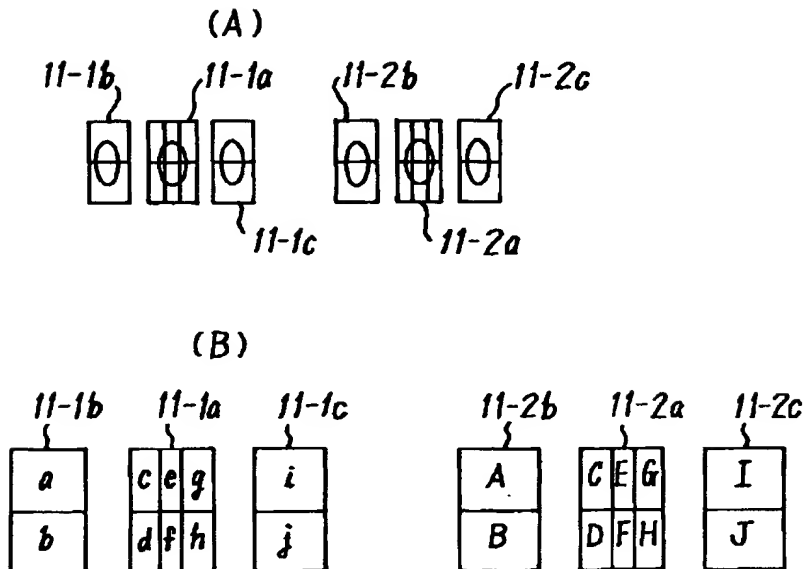 (A)
11-1b 11-1a 11-2b 11-2c
11-1c 11-2a
(B)
11-1b 11-1a 11-1c 11-2b 11-2a 11-2c
a c e g i A C E G I
b d f h j B D F H J